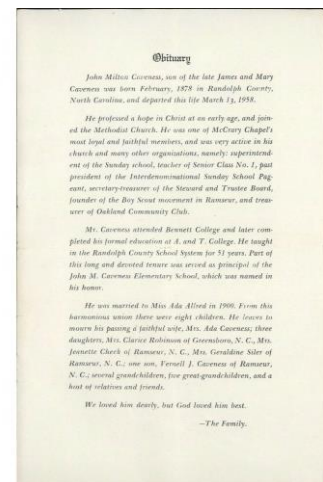 Obituary
John Milton Caveness, son of the late James and Mary
Caveness was born February, 1878 in Randolph County,
North Carolina, and departed this life March 13, 1958.
He professed a hope in Christ at an early age, and join-
ed the Methodist Church. He was one of McCrary Chapel's
most loyal and faithful members, and was very active in his
church and many other organizations, namely: superintend-
ent of the Sunday school, teacher of Senior Class No. 1, past
president of the Interdenominational Sunday School Pag-
eant, secretary-treasurer of the Steward and Trustee Board,
founder of the Boy Scout movement in Ramseur, and treas-
urer of Oakland Community Club.
Mr. Caveness attended Bennett College and later com-
pleted his formal education at A. and T. College. He taught
in the Randolph County School System for 51 years. Part of
this long and devoted tenure was served as principal of the
John M. Caveness Elementary School, which was named in
his honor.
He was married to Miss Ada Allred in 1900. From this
harmonious union there were eight children. He leaves to
mourn his passing a faithful wife, Mrs. Ada Caveness; three
daughters, Mrs. Clarice Robinson of Greensboro, N. C., Mrs.
Jeanette Cheek of Ramseur, N. C., Mrs. Geraldine Siler of
Ramseur, N. C.; one son, Vernell J. Caveness of Ramseur,
N. C.; several grandchildren, five great-grandchildren, and a
host of relatives and friends.
We loved him dearly, but God loved him best.
—The Family.